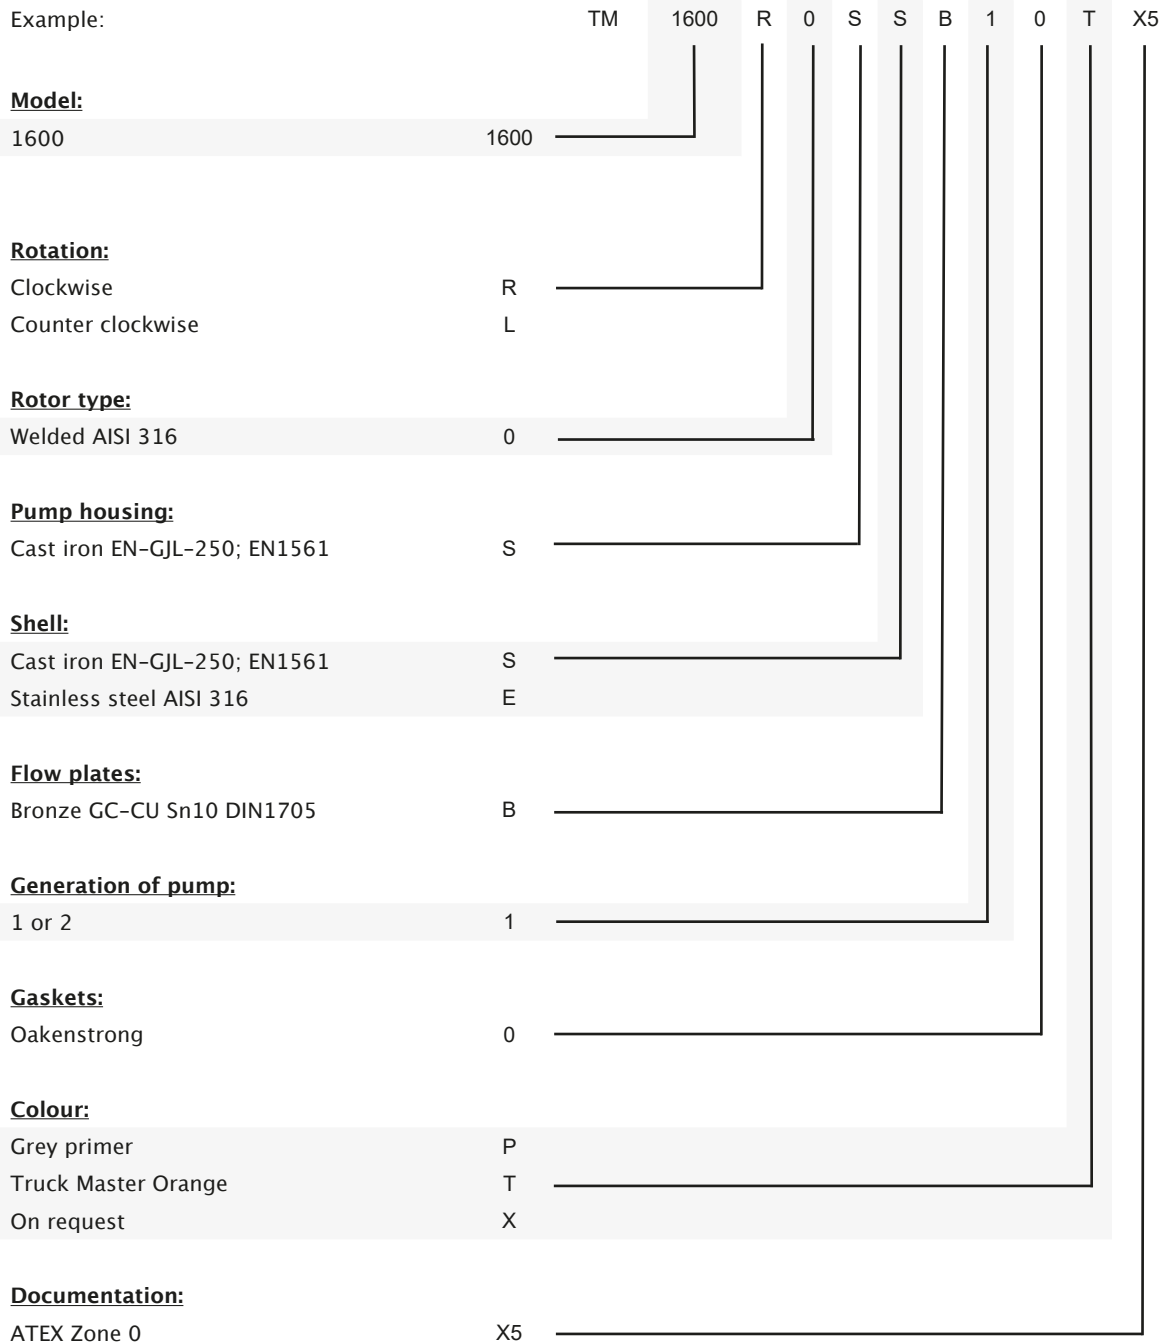 Example: TM 1600 R 0 S S B 1 0 T X5
Model:
1600 1600
Rotation:
Clockwise R
Counter clockwise L
Rotor type:
Welded AISI 316 0
Pump housing:
Cast iron EN-GJL-250; EN1561 S
Shell:
Cast iron EN-GJL-250; EN1561 S
Stainless steel AISI 316 E
Flow plates:
Bronze GC-CU Sn10 DIN1705 B
Generation of pump:
1 or 2 1
Gaskets:
Oakenstrong 0
Colour:
Grey primer P
Truck Master Orange T
On request X
Documentation:
ATEX Zone 0 X5